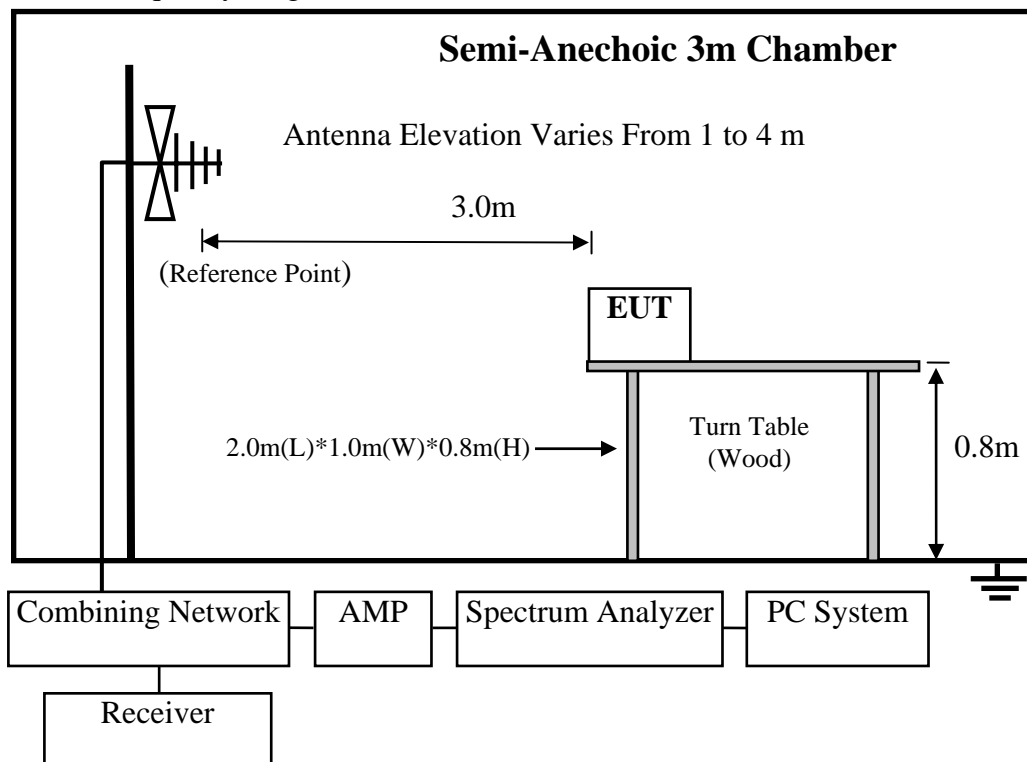 Semi-Anechoic 3m Chamber
Antenna Elevation Varies From 1 to 4 m
3.0m
(Reference Point)
EUT
2.0m(L)*1.0m(W)*0.8m(H)
Turn Table
(Wood)
0.8m
Combining Network
AMP
Spectrum Analyzer
PC System
Receiver